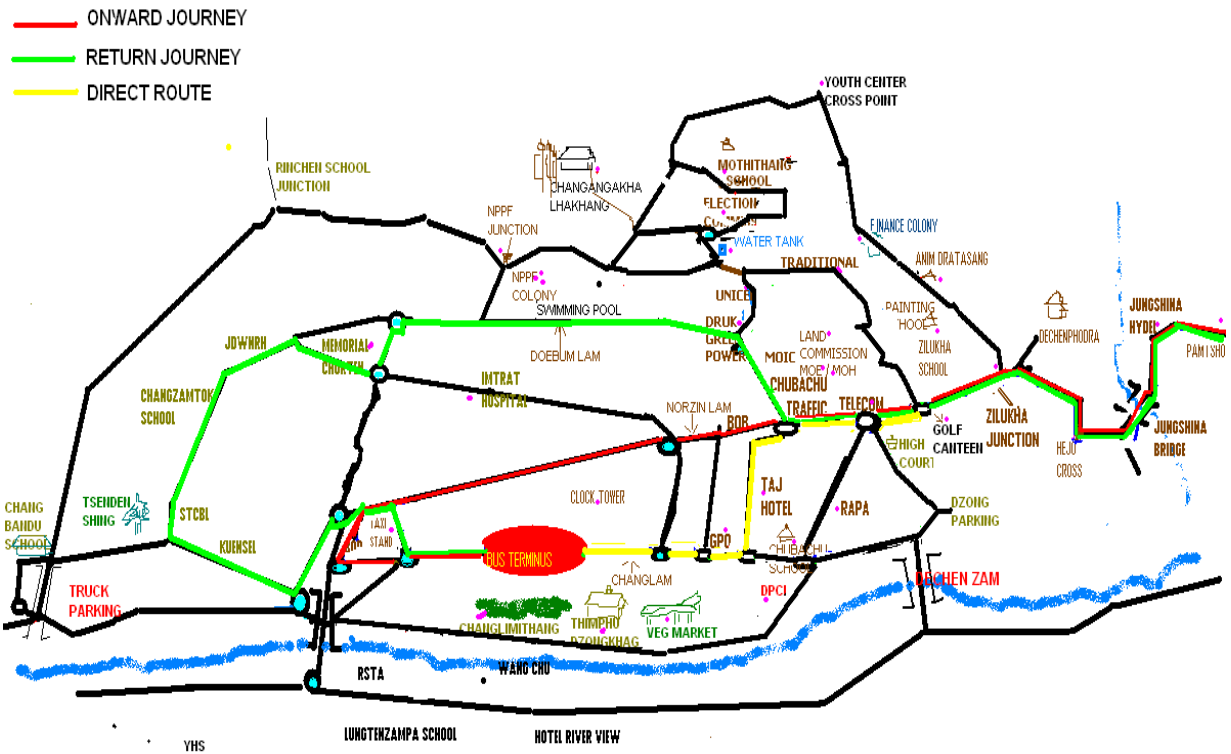 ONWARD JOURNEY
RETURN JOURNEY
DIRECT ROUTE
YOUTH CENTER
CROSS POINT
RINCHEN SCHOOL
JUNCTION
MOTHITHANG
SCHOOL
CHANGANGAKHA
LHAKHANG
ELECTION
NPPF
JUNCTION
WATER TANK
FINANCE COLONY
TRADITIONAL
ANIM DRATASANG
NPPF
COLONY
UNICE
SWIMMING POOL
PAINTING
DECHENPHODRA
JUNGSHINA
HYDEL
DRUK
GREEN
POWER
DOEBUM LAM
LAND
COMMISSION
MOE / MOH
MOIC
ZILUKHA
SCHOOL
PAMTSHO
JDWNRH
MEMORIAL
CHORTEN
IMTRAT
HOSPITAL
CHUBACHU
TRAFFIC
TELECOM
CHANGZAMTOK
SCHOOL
NORZIN LAM
BOB
GOLF
CANTEEN
ZILUKHA
JUNCTION
HEJO
CROSS
JUNGSHINA
BRIDGE
HIGH
COURT
CHANG
BANDU
SCHOOL
TSENDEN
SHING
STCBL
CLOCK TOWER
TAJ
HOTEL
RAPA
DZONG
PARKING
KUENSEL
TAXI
STAND
BUS TERMINUS
GPO
CHUBACHU
SCHOOL
CHANGLAM
TRUCK
PARKING
DPCI
DECHEN ZAM
CHANGLIMITHANG
THIMPHU
DZONGKHAG
VEG MARKET
RSTA
WANG CHU
LUNGTENZAMPA SCHOOL
HOTEL RIVER VIEW
YHS